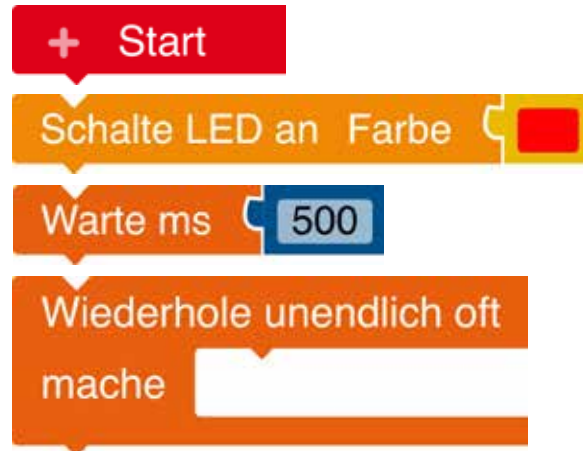 + Start
Schalte LED an Farbe
Warte ms 500
Wiederhole unendlich oft
mache